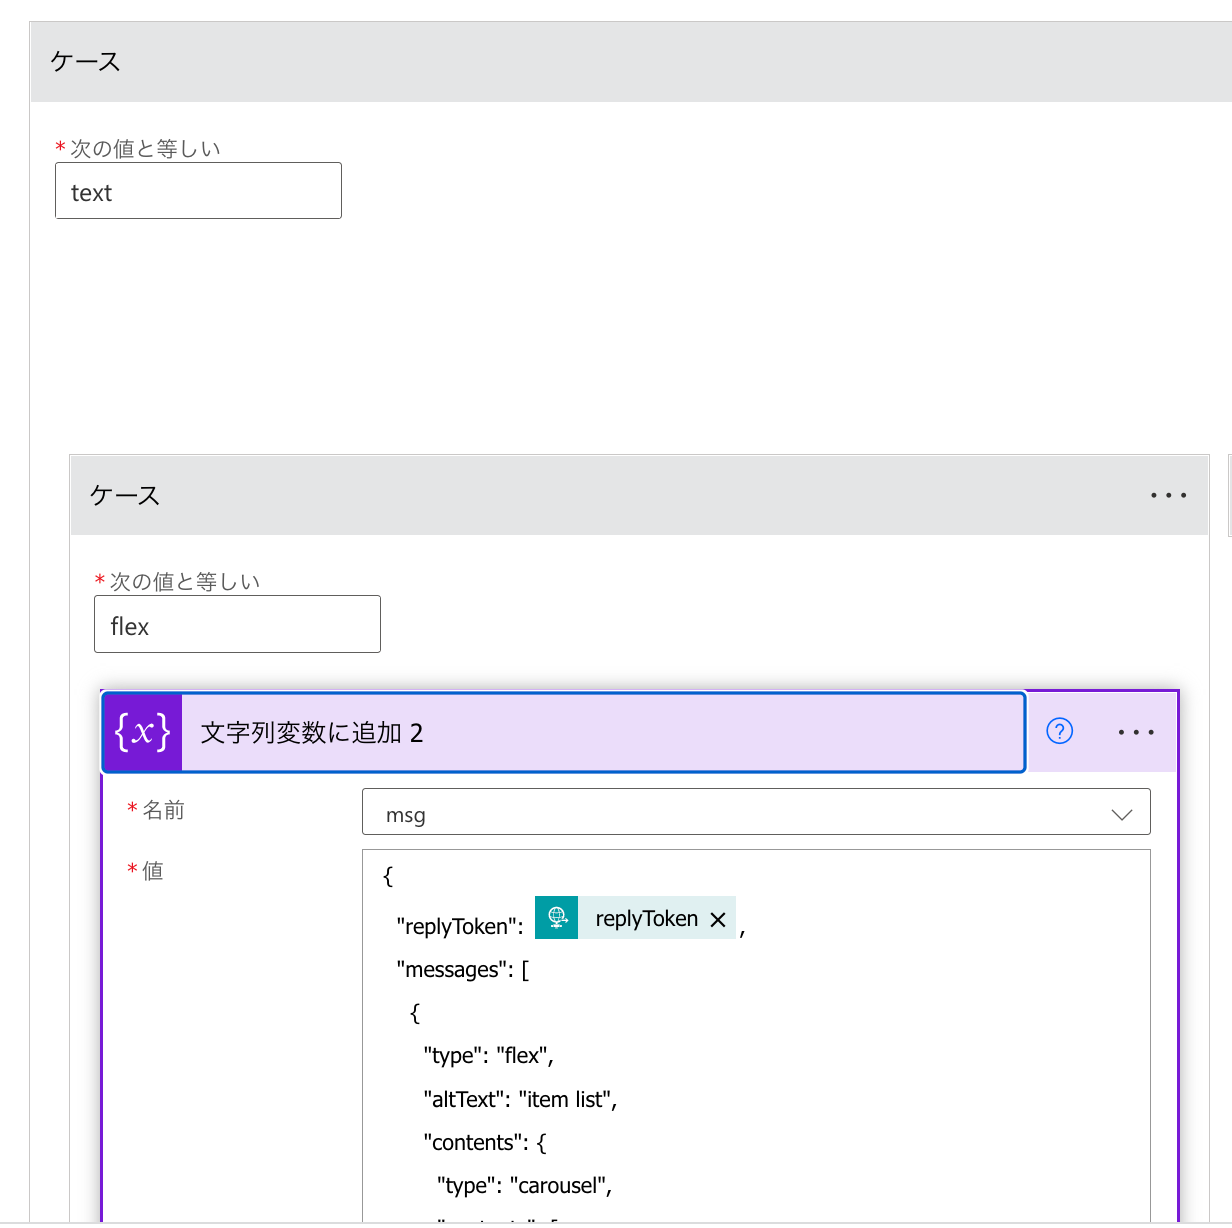 ケース
*次の値と等しい
text
ケース
*次の値と等しい
flex
{x} 文字列変数に追加 2
*名前
msg
*値
{
"replyToken": replyToken ,
"messages": [
{
"type": "flex",
"altText": "item list",
"contents": {
"type": "carousel",